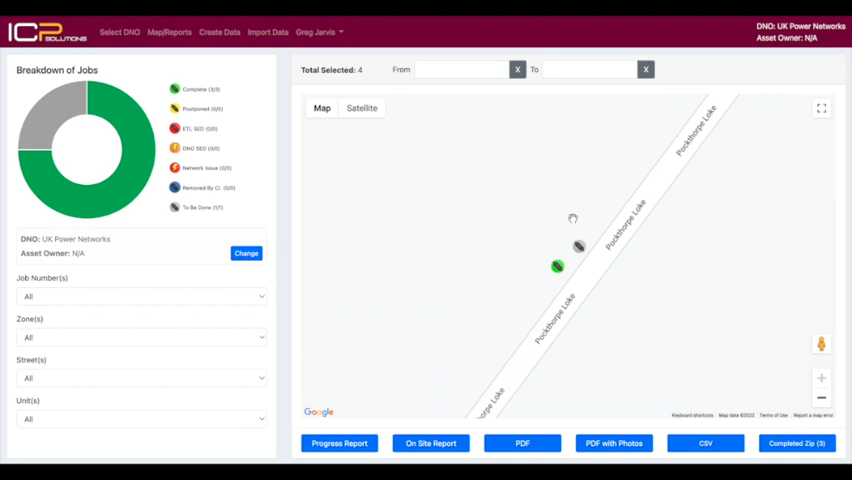 ICP SOLUTIONS
Select DNO Map/Reports Create Data Import Data Greg Jarvis
DNO: UK Power Networks
Asset Owner: N/A
Breakdown of Jobs
Complete (3/3)
Postponed (0/0)
ETL SED (0/0)
DNO SED (0/0)
Network Issue (0/0)
Removed By Cl. (0/0)
To Be Done (1/1)
DNO: UK Power Networks
Asset Owner: N/A
Change
Job Number(s)
All
Zone(s)
All
Street(s)
All
Unit(s)
All
Total Selected: 4 From X To X
Map Satellite
Pockthorpe Loke
Pockthorpe Loke
Pockthorpe Loke
orpe Loke
Google
Keyboard shortcuts Map data ©2022 Terms of Use Report a map error
Progress Report On Site Report PDF PDF with Photos CSV Completed Zip (3)